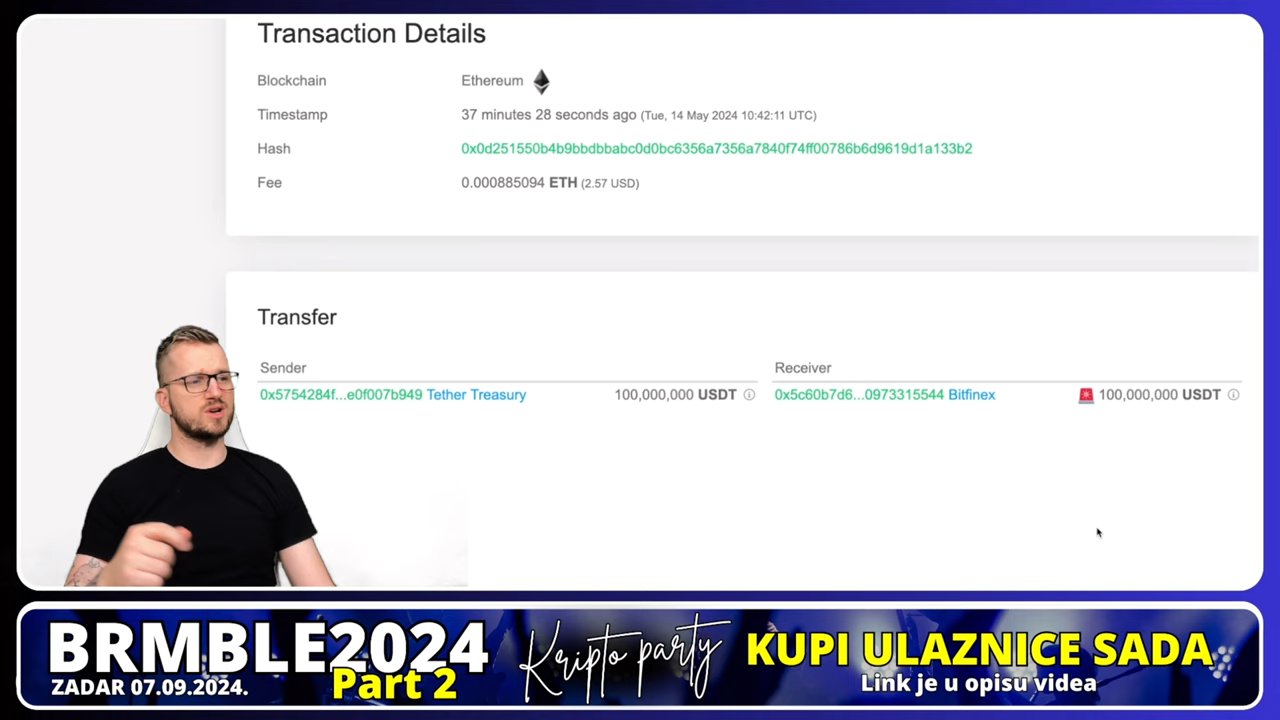 Transaction Details
Blockchain Ethereum
Timestamp 37 minutes 28 seconds ago (Tue, 14 May 2024 10:42:11 UTC)
Hash 0x0d251550b4b9bbdbbabc0d0bc6356a7356a7840f74ff00786b6d9619d1a133b2
Fee 0.000885094 ETH (2.57 USD)
Transfer
Sender Receiver
0x5754284f...e0f007b949 Tether Treasury 100,000,000 USDT 0x5c60b7d6...0973315544 Bitfinex 100,000,000 USDT
BRMBLE2024 Kripto party KUPI ULAZNICE SADA
ZADAR 07.09.2024. Part 2 Link je u opisu videa